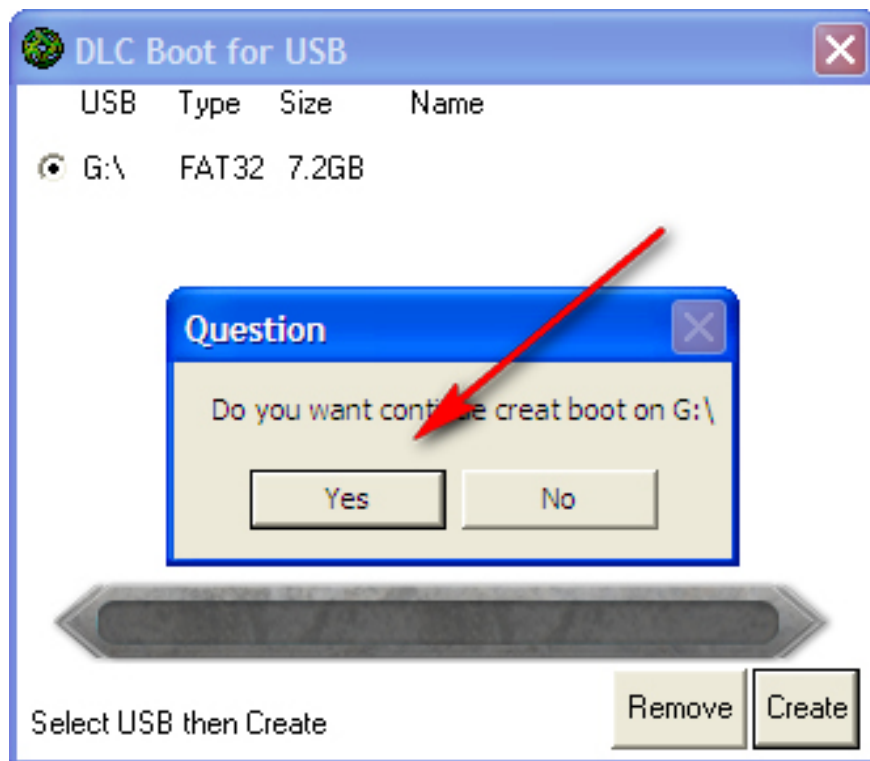 DLC Boot for USB
USB Type Size Name
G:\ FAT32 7.2GB
Question
Do you want continue creat boot on G:\
Yes No
Remove Create
Select USB then Create